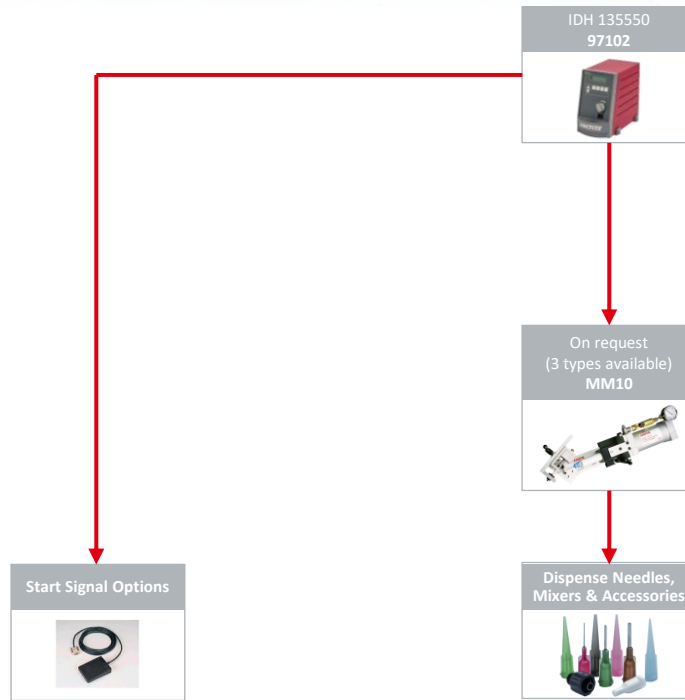 IDH 135550
97102
On request
(3 types available)
MM10
Start Signal Options
Dispense Needles,
Mixers & Accessories